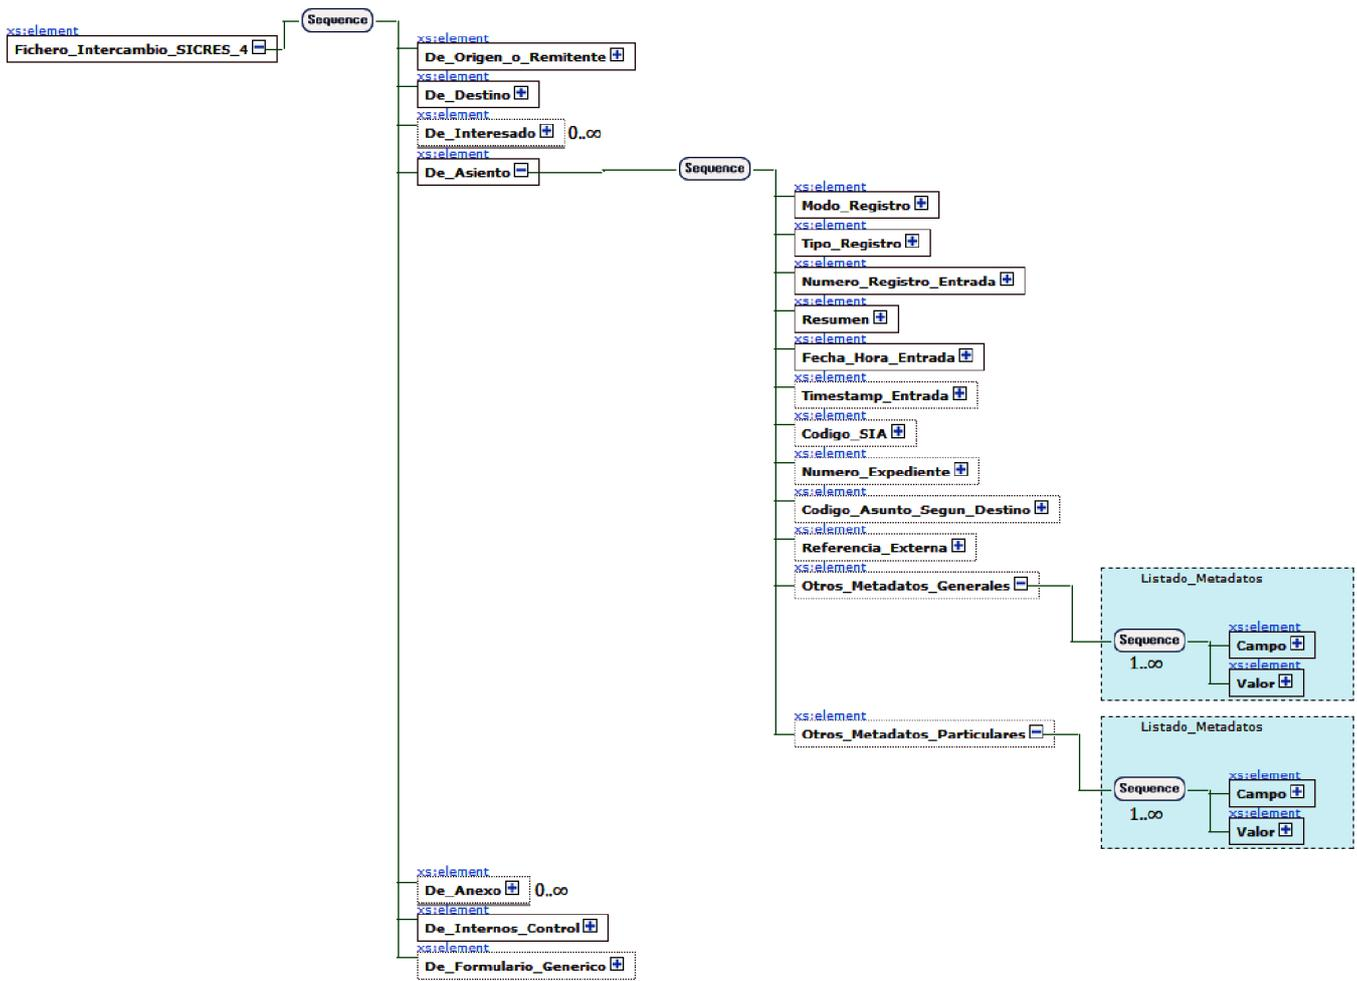 Sequence
xs:element
Fichero_Intercambio_SICRES_4
xs:element
De_Origen_o_Remitente
xs:element
De_Destino
xs:element
De_Interesado 0..∞
xs:element
De_Asiento
Sequence
xs:element
Modo_Registro
xs:element
Tipo_Registro
xs:element
Numero_Registro_Entrada
xs:element
Resumen
xs:element
Fecha_Hora_Entrada
xs:element
Timestamp_Entrada
xs:element
Codigo_SIA
xs:element
Numero_Expediente
xs:element
Codigo_Asunto_Segun_Destino
xs:element
Referencia_Externa
xs:element
Otros_Metadatos_Generales
Listado_Metadatos
Sequence
1..∞
xs:element
Campo
xs:element
Valor
xs:element
Otros_Metadatos_Particulares
Listado_Metadatos
Sequence
1..∞
xs:element
Campo
xs:element
Valor
xs:element
De_Anexo 0..∞
xs:element
De_Internos_Control
xs:element
De_Formulario_Generico